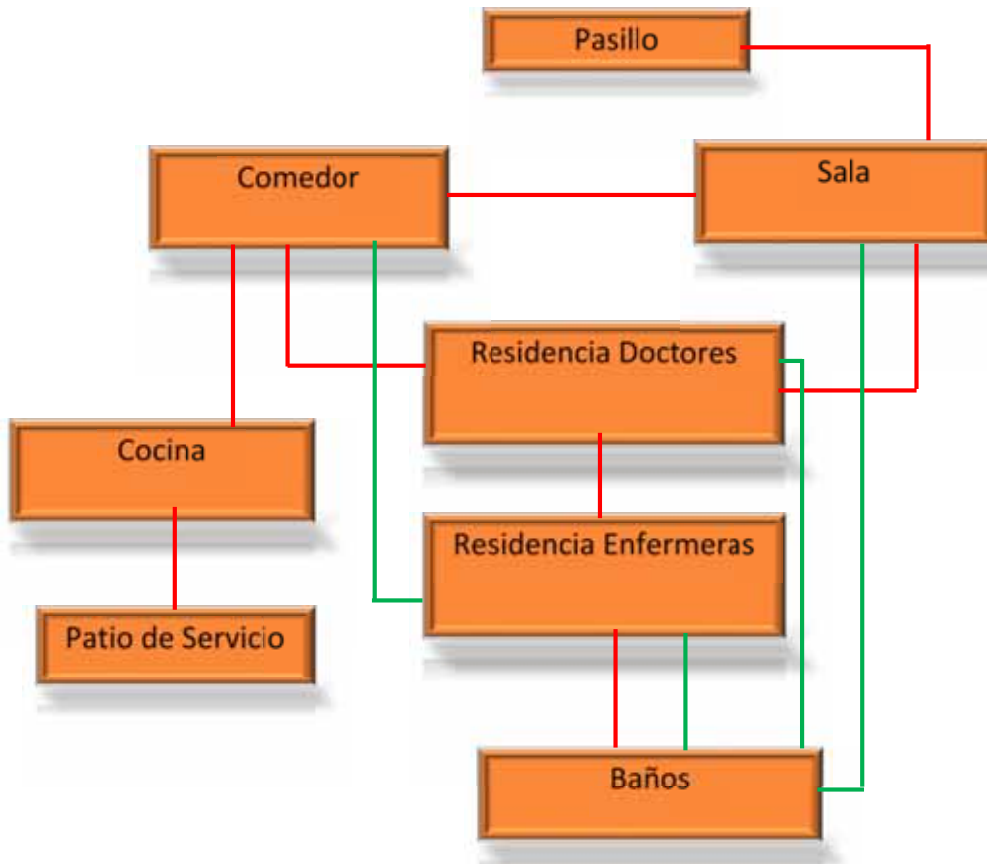 Pasillo
Comedor
Sala
Residencia Doctores
Cocina
Residencia Enfermeras
Patio de Servicio
Baños